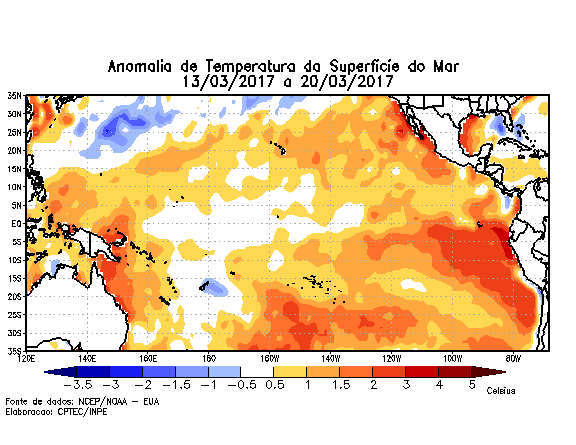 Anomalia de Temperatura da Superfície do Mar
13/03/2017 a 20/03/2017
35N
30N
25N
20N
15N
10N
5N
EQ
5S
10S
15S
20S
25S
30S
35S
120E 140E 160E 180 160W 140W 120W 100W 80W
−3.5 −3 −2 −1.5 −1 −0.5 0.5 1 1.5 2 3 4 5
Celsius
Fonte de dados: NCEP/NOAA − EUA
Elaboracao: CPTEC/INPE